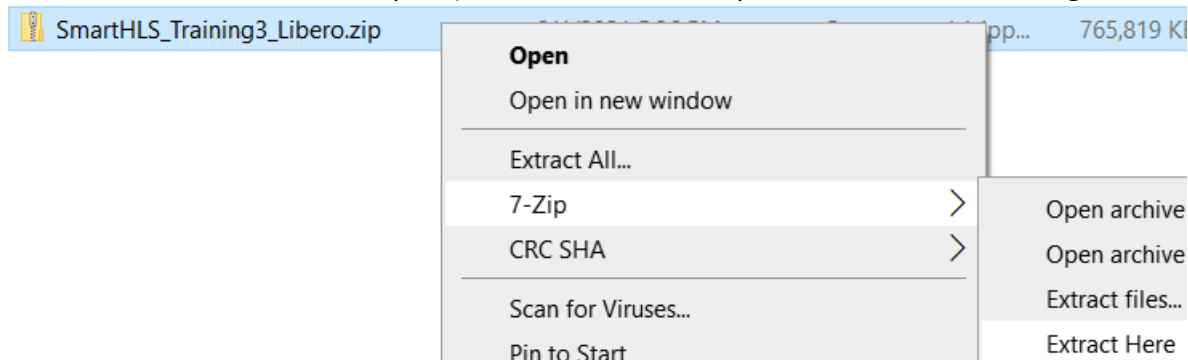 SmartHLS_Training3_Libero.zip
pp... 765,819 KB
Open
Open in new window
Extract All...
7-Zip
CRC SHA
Scan for Viruses...
Pin to Start
Open archive
Open archive
Extract files...
Extract Here